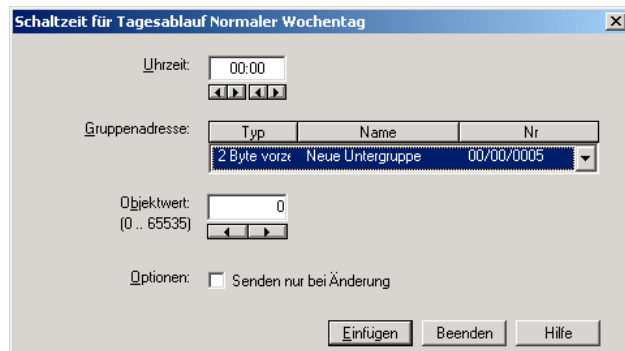 Schaltzeit für Tagesablauf Normaler Wochentag
Uhrzeit: 00:00
Gruppenadresse: Typ Name Nr
2 Byte vorze Neue Untergruppe 00/00/0005
Objektwert: 0
(0 .. 65535)
Optionen: Senden nur bei Änderung
Einfügen Beenden Hilfe